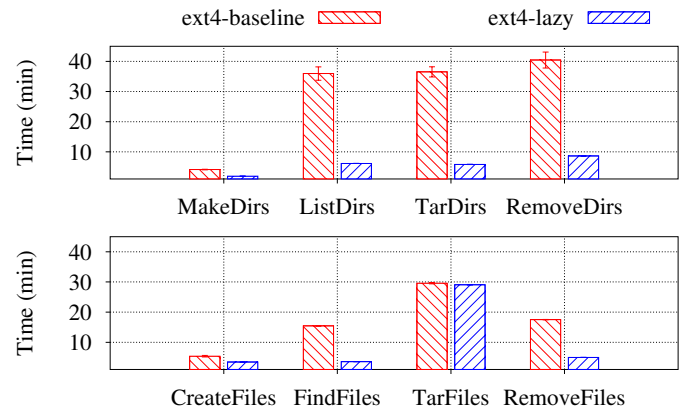 ext4-baseline ext4-lazy
Time (min)
40
30
20
10
MakeDirs ListDirs TarDirs RemoveDirs
Time (min)
40
30
20
10
CreateFiles FindFiles TarFiles RemoveFiles